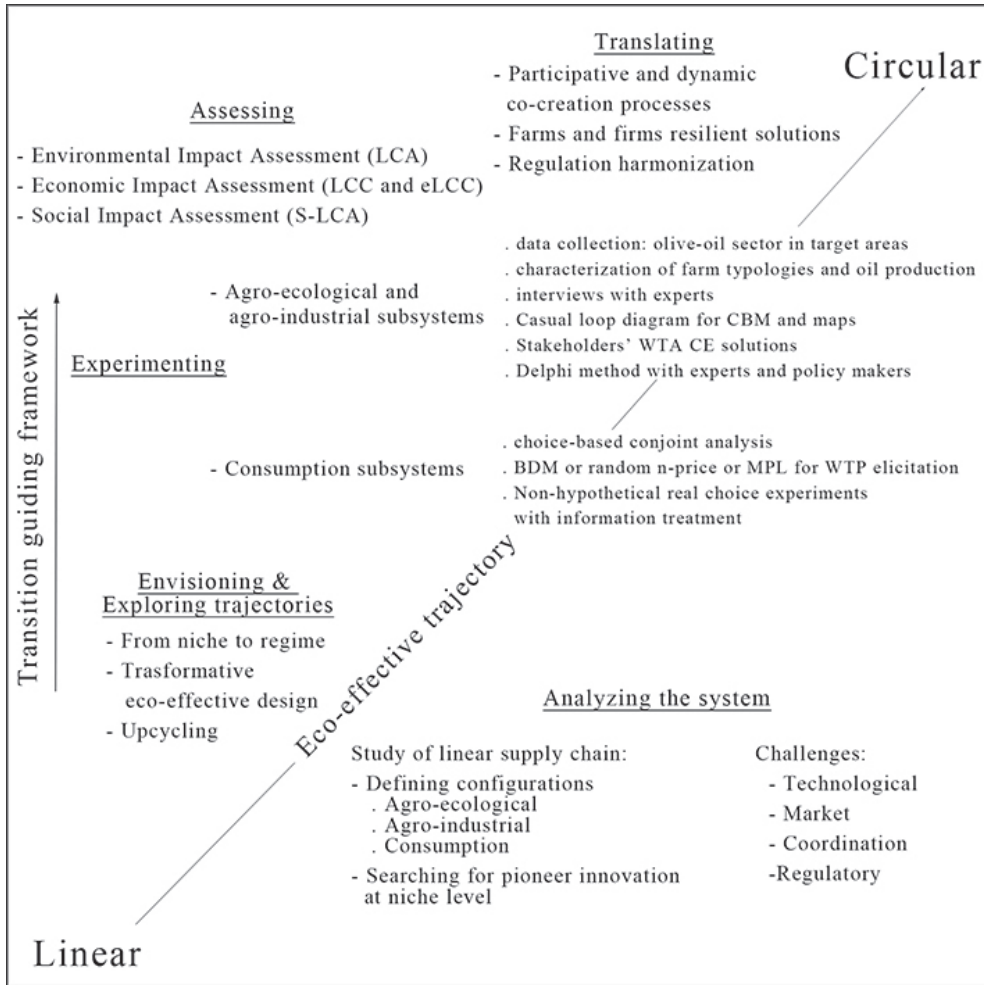 Translating
- Participative and dynamic
co-creation processes
- Farms and firms resilient solutions
- Regulation harmonization
Circular
Assessing
- Environmental Impact Assessment (LCA)
- Economic Impact Assessment (LCC and eLCC)
- Social Impact Assessment (S-LCA)
Transition guiding framework
Experimenting
- Agro-ecological and
agro-industrial subsystems
. data collection: olive-oil sector in target areas
. characterization of farm typologies and oil production
. interviews with experts
. Casual loop diagram for CBM and maps
. Stakeholders' WTA CE solutions
. Delphi method with experts and policy makers
- Consumption subsystems
. choice-based conjoint analysis
. BDM or random n-price or MPL for WTP elicitation
. Non-hypothetical real choice experiments
with information treatment
Envisioning &
Exploring trajectories
- From niche to regime
- Trasformative
eco-effective design
- Upcycling
Eco-effective trajectory
Analyzing the system
Study of linear supply chain:
- Defining configurations
. Agro-ecological
. Agro-industrial
. Consumption
- Searching for pioneer innovation
at niche level
Challenges:
- Technological
- Market
- Coordination
-Regulatory
Linear